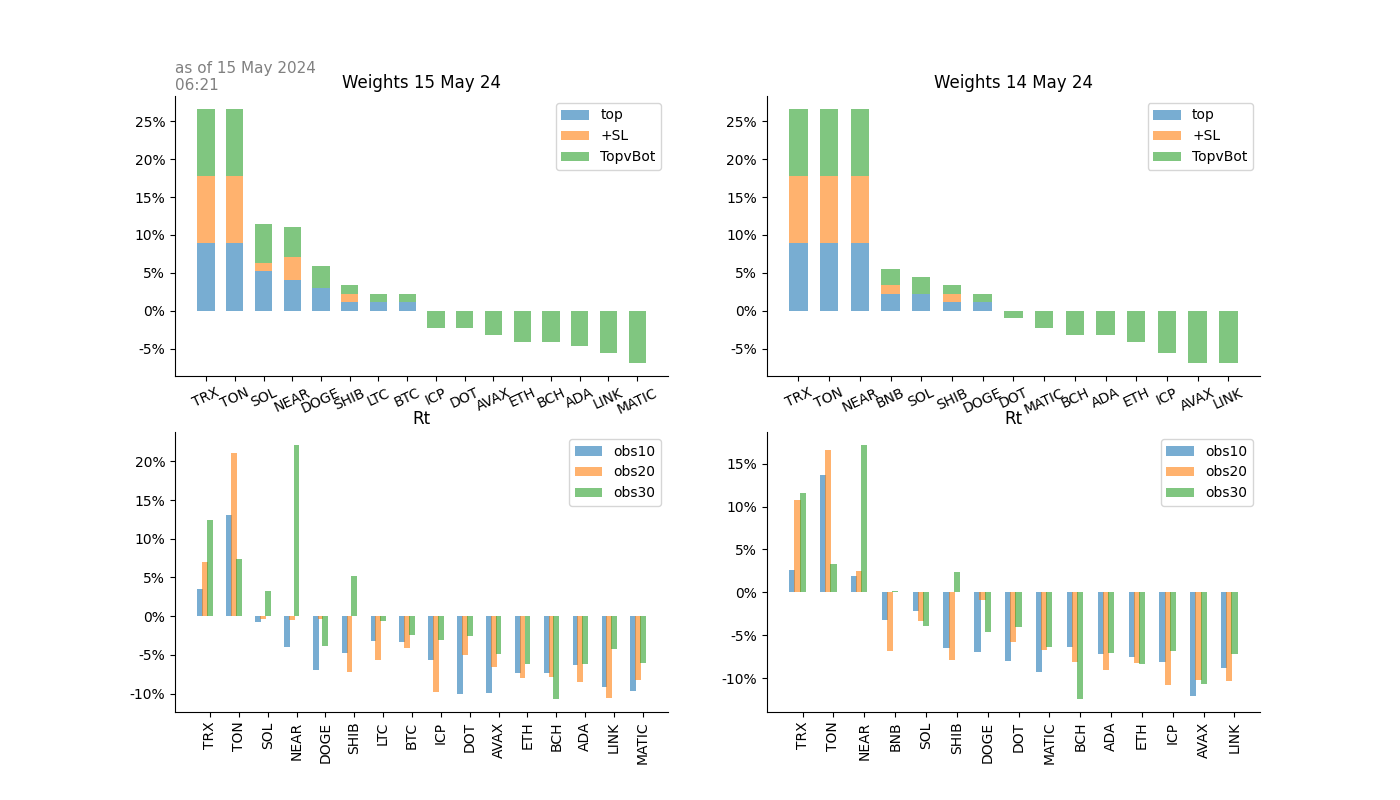 as of 15 May 2024
06:21
Weights 15 May 24
25%
20%
15%
10%
5%
0%
-5%
top
+SL
TopvBot
TRX TON SOL NEAR DOGE SHIB LTC BTC ICP DOT AVAX ETH BCH ADA LINK MATIC
Weights 14 May 24
25%
20%
15%
10%
5%
0%
-5%
top
+SL
TopvBot
TRX TON NEAR BNB SOL SHIB DOGE DOT MATIC BCH ADA ETH ICP AVAX LINK
Rt
20%
15%
10%
5%
0%
-5%
-10%
obs10
obs20
obs30
TRX TON SOL NEAR DOGE SHIB LTC BTC ICP DOT AVAX ETH BCH ADA LINK MATIC
Rt
15%
10%
5%
0%
-5%
-10%
obs10
obs20
obs30
TRX TON NEAR BNB SOL SHIB DOGE DOT MATIC BCH ADA ETH ICP AVAX LINK